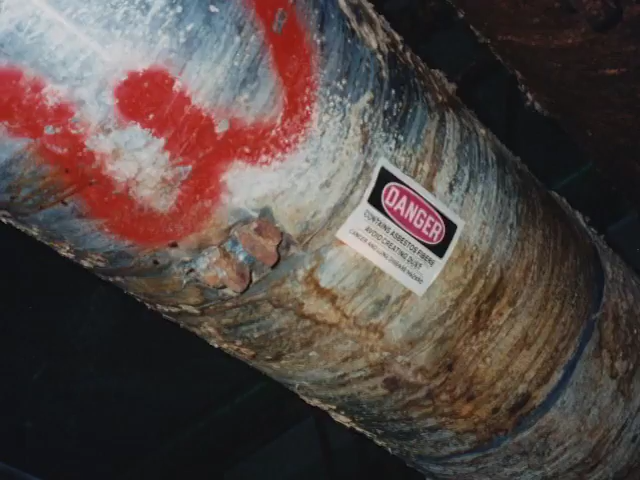 DANGER
CONTAINS ASBESTOS FIBERS
AVOID CREATING DUST
CANCER AND LUNG DISEASE HAZARD